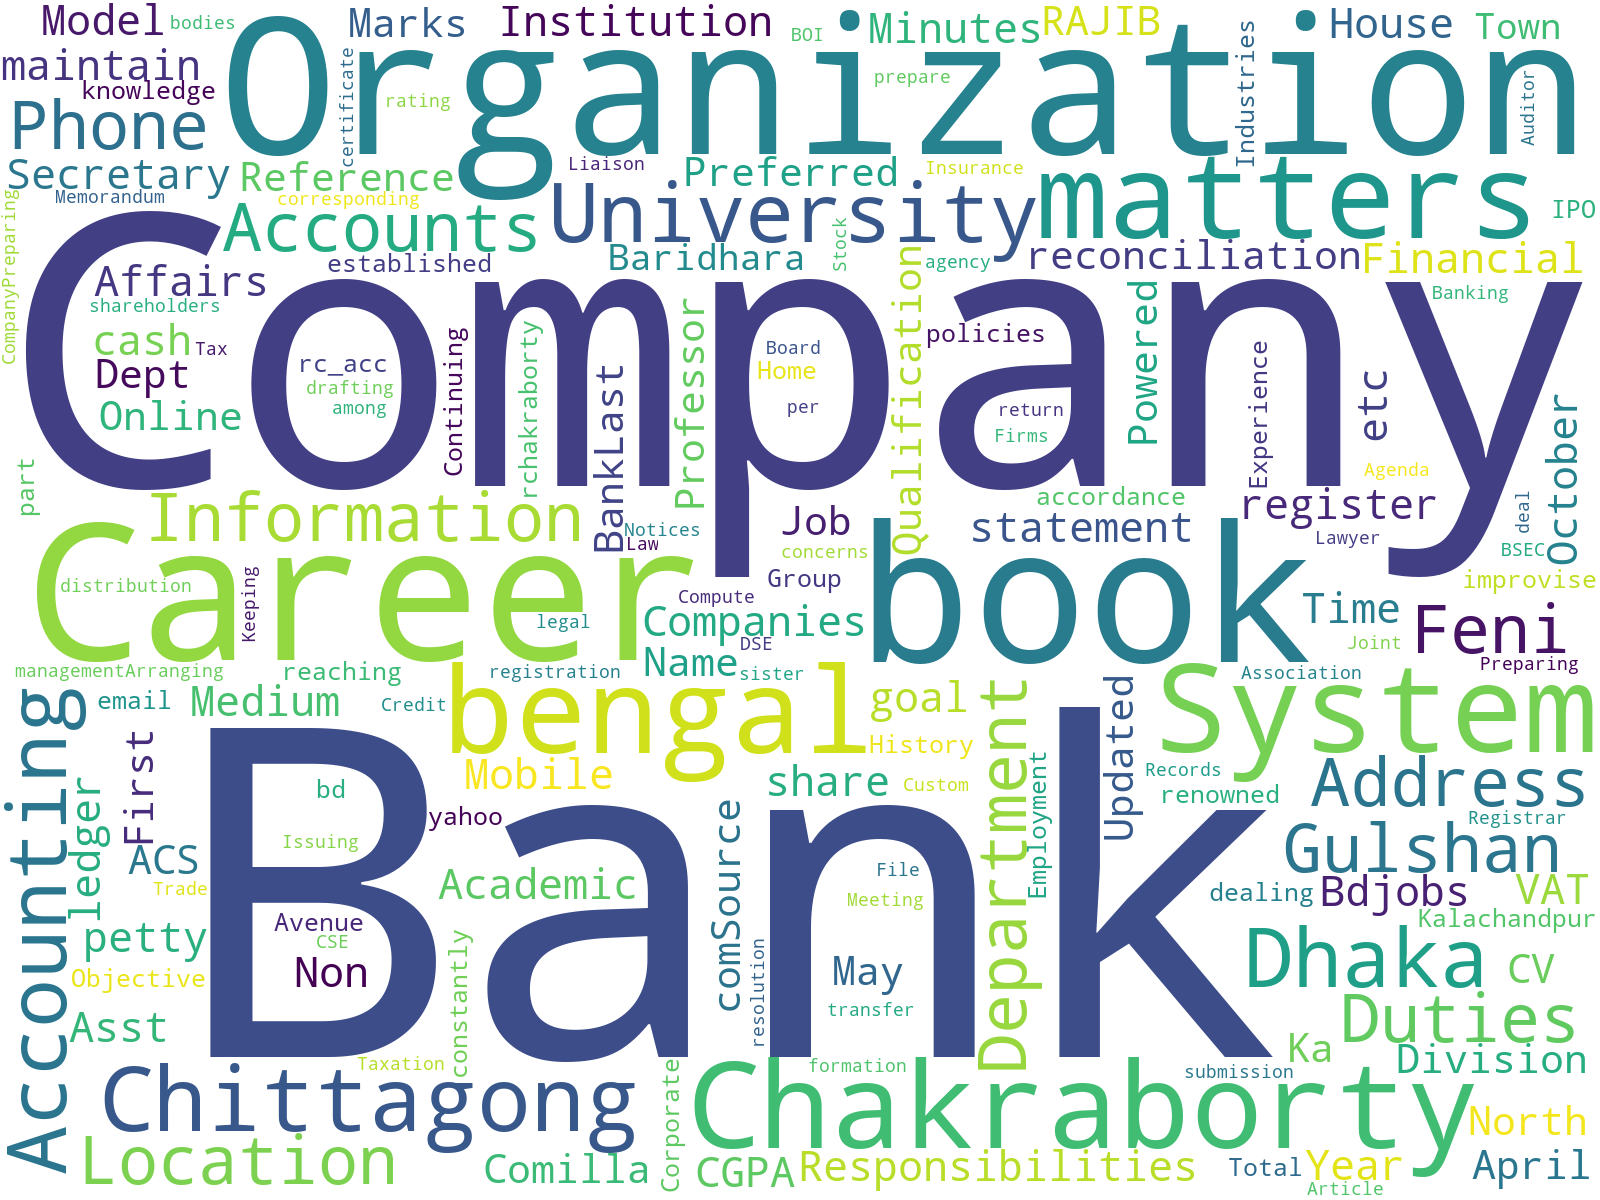 Model
bodies
Marks
Institution
BOI
Minutes
RAJIB
House
Town
maintain
knowledge
certificate
rating
Organization
prepare
Industries
Auditor
Phone
Secretary
Reference
Liaison
Preferred
Insurance
matters
Memorandum
corresponding
University
IPO
CompanyPreparing
Accounts
Stock
Affairs
established
Baridhara
agency
reconciliation
Financial
shareholders
Banking
Company
cash
Tax
Dept
Online
rc_acc
drafting
among
Continuing
rchakraborty
BankLast
Professor
Board
Home
per
Qualification
policies
return
Firms
Powered
Experience
etc
October
Agenda
part
Information
Notices
Law
Job
concerns
Group
accordance
statement
register
Lawyer
deal
BSEC
improvise
Career
book
distribution
Keeping
legal
Compute
Companies
DSE
Name
sister
Time
Joint
Feni
Preparing
managementArranging
reaching
registration
bengal
System
Association
email
Medium
Credit
goal
History
Department
Updated
Address
Accounting
First
ledger
Mobile
share
Custom
Employment
Records
renowned
Registrar
bd
yahoo
Issuing
Bank
ACS
Trade
Academic
comSource
File
Meeting
Gulshan
dealing
Bdjobs
VAT
Kalachandpur
petty
Avenue
CSE
Non
Objective
constantly
resolution
May
transfer
Dhaka
CV
Asst
Duties
Ka
Division
Taxation
formation
submission
Chittagong
Corporate
Chakraborty
North
Location
Comilla
CGPA
Responsibilities
Total
Year
April
Article